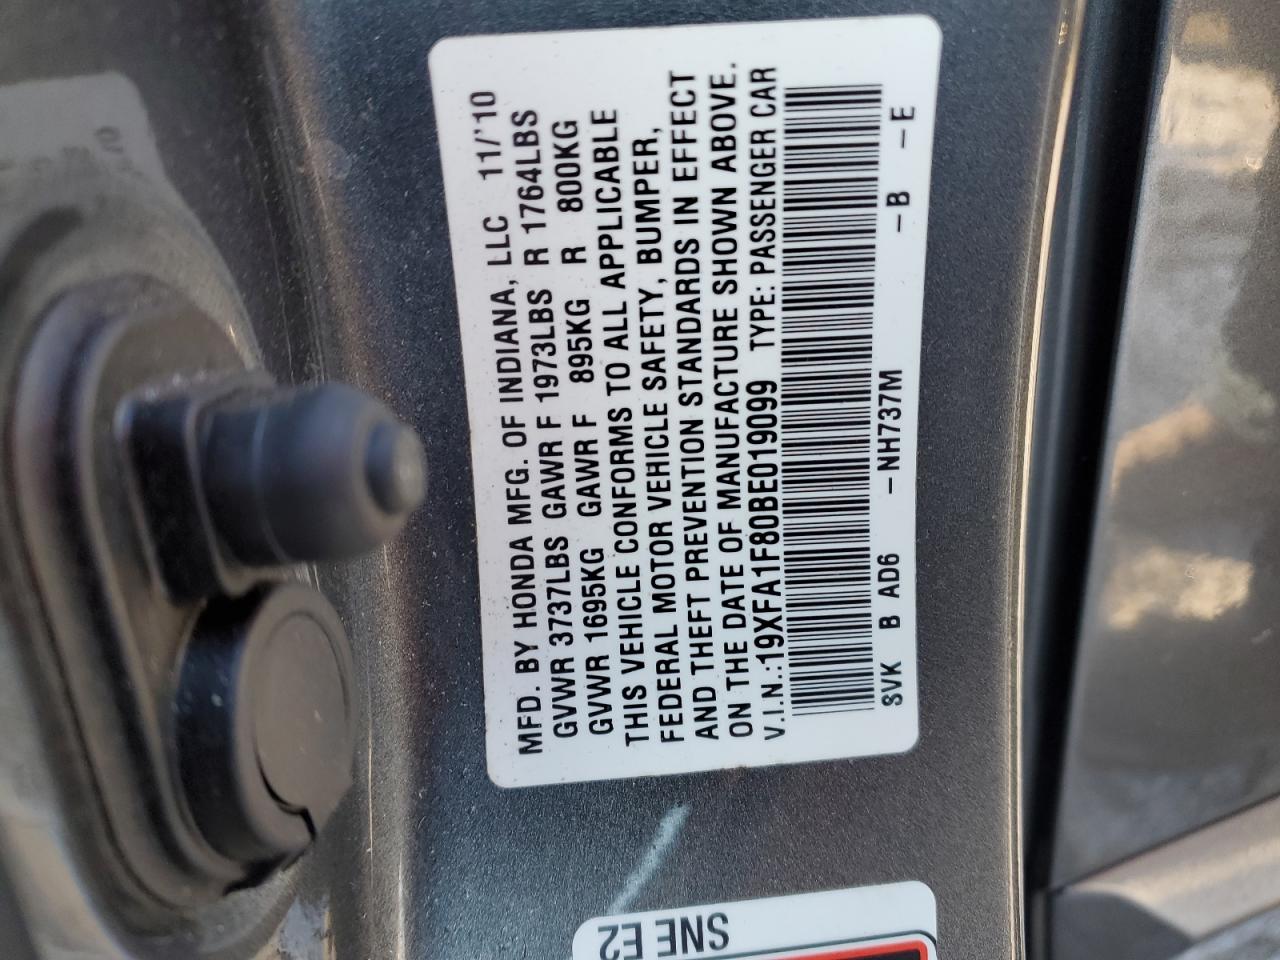 MFD. BY HONDA MFG. OF INDIANA, LLC 11/'10
GVWR 3737LBS GAWR F 1973LBS R 1764LBS
GVWR 1695KG GAWR F 895KG R 800KG
THIS VEHICLE CONFORMS TO ALL APPLICABLE
FEDERAL MOTOR VEHICLE SAFETY, BUMPER,
AND THEFT PREVENTION STANDARDS IN EFFECT
ON THE DATE OF MANUFACTURE SHOWN ABOVE.
V.I.N.:19XFA1F80BE019099 TYPE: PASSENGER CAR
SVK B AD6 –NH737M –B –E
SNE E2